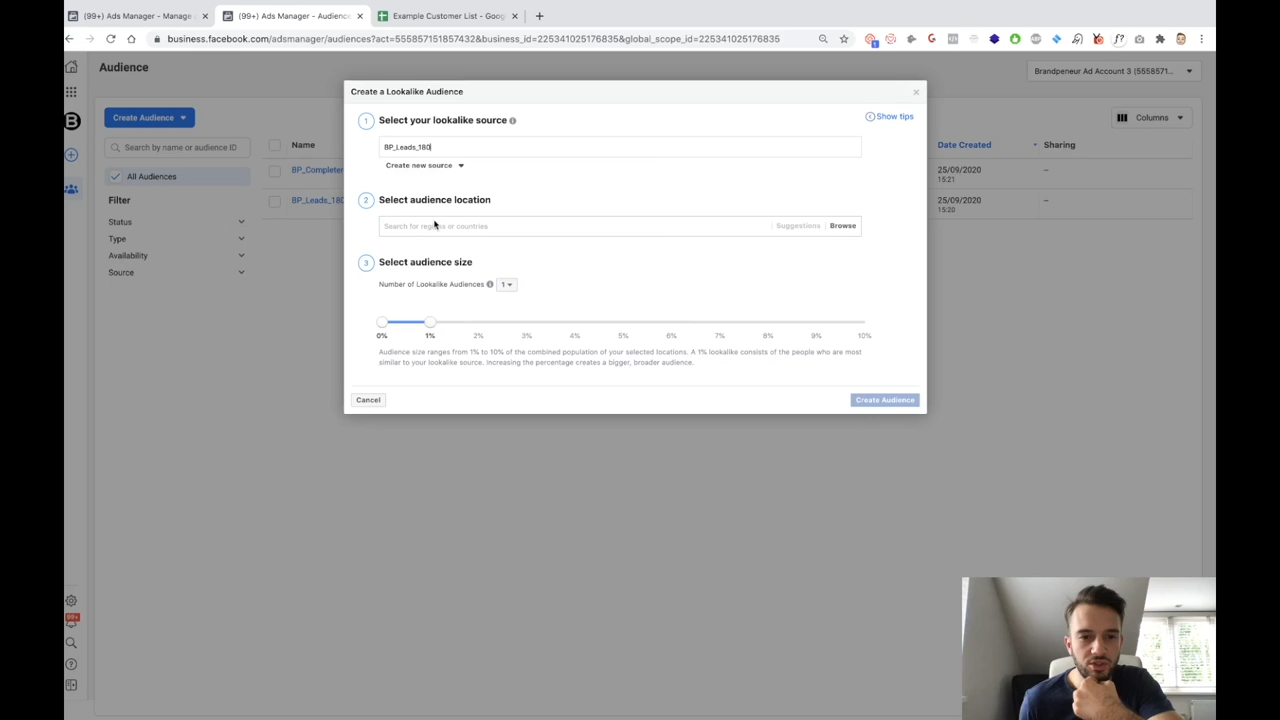 (99+) Ads Manager - Manage
(99+) Ads Manager - Audience
Example Customer List - Goog
business.facebook.com/adsmanager/audiences?act=555857151857432&business_id=225341025176835&global_scope_id=225341025176835
Audience
Brandpeneur Ad Account 3 (5558571...
Create Audience
Columns
Search by name or audience ID
All Audiences
Filter
Status
Type
Availability
Source
Name
Date Created
Sharing
BP_Completer
25/09/2020
15:21
–
BP_Leads_180
25/09/2020
15:20
–
99+
Create a Lookalike Audience
Show tips
1 Select your lookalike source
BP_Leads_180
Create new source
2 Select audience location
Search for regions or countries
Suggestions Browse
3 Select audience size
Number of Lookalike Audiences 1
0% 1% 2% 3% 4% 5% 6% 7% 8% 9% 10%
Audience size ranges from 1% to 10% of the combined population of your selected locations. A 1% lookalike consists of the people who are most
similar to your lookalike source. Increasing the percentage creates a bigger, broader audience.
Cancel
Create Audience